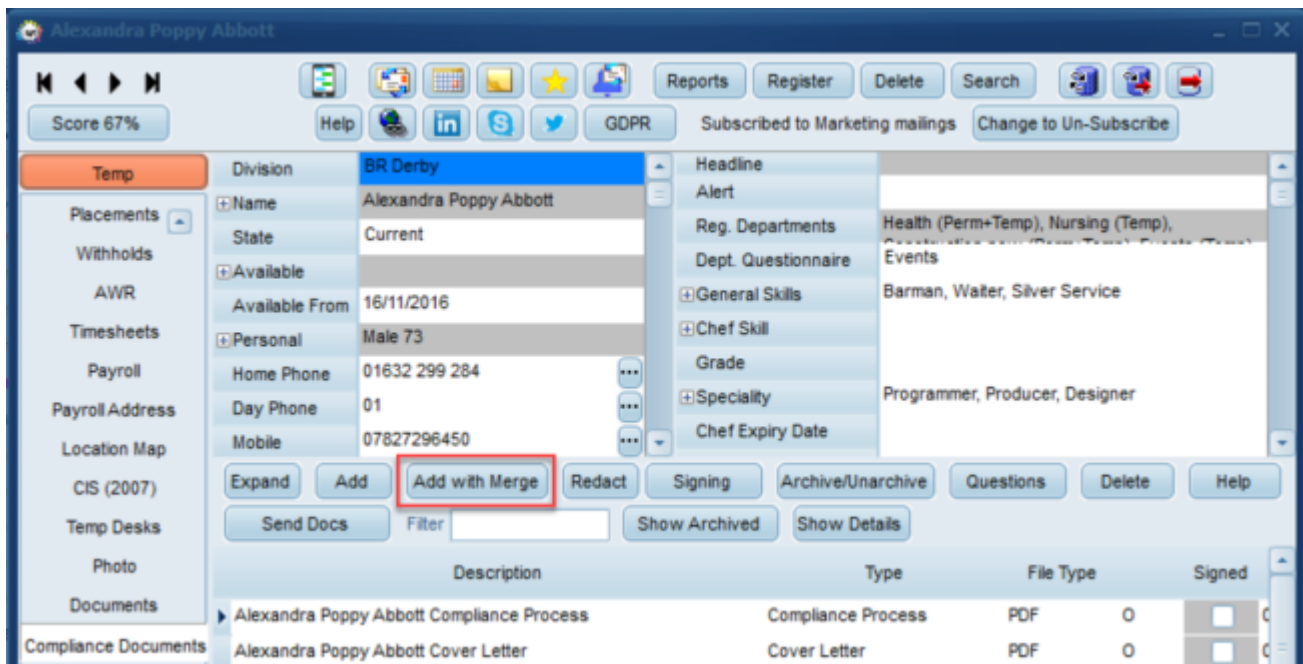 Alexandra Poppy Abbott
Reports Register Delete Search
Score 67% Help GDPR Subscribed to Marketing mailings Change to Un-Subscribe
Temp
Placements
Withholds
AWR
Timesheets
Payroll
Payroll Address
Location Map
CIS (2007)
Temp Desks
Photo
Documents
Compliance Documents
Division BR Derby
Name Alexandra Poppy Abbott
State Current
Available
Available From 16/11/2016
Personal Male 73
Home Phone 01632 299 284 ...
Day Phone 01 ...
Mobile 07827296450 ...
Headline
Alert
Reg. Departments Health (Perm+Temp), Nursing (Temp),
Dept. Questionnaire Events
General Skills Barman, Waiter, Silver Service
Chef Skill
Grade
Speciality Programmer, Producer, Designer
Chef Expiry Date
Expand Add Add with Merge Redact Signing Archive/Unarchive Questions Delete Help
Send Docs Filter Show Archived Show Details
Description Type File Type Signed
Alexandra Poppy Abbott Compliance Process Compliance Process PDF O
Alexandra Poppy Abbott Cover Letter Cover Letter PDF O